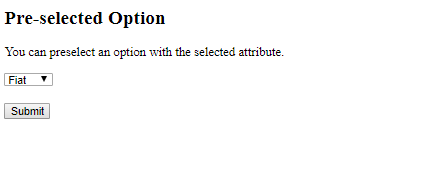 Pre-selected Option
You can preselect an option with the selected attribute.
Fiat
Submit